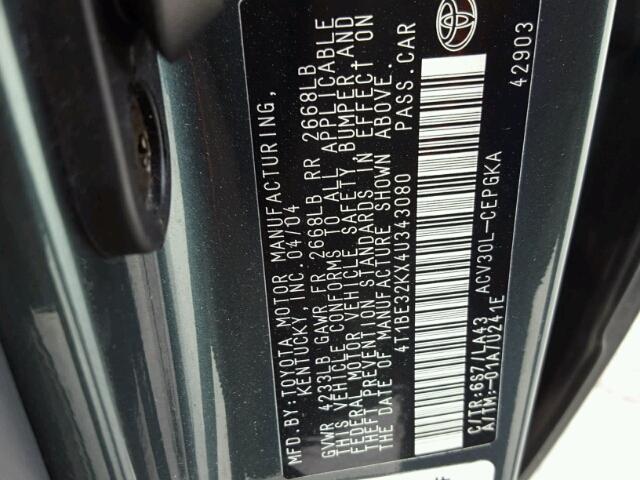 MFD.BY:TOYOTA MOTOR MANUFACTURING,
KENTUCKY, INC. 04/04
GVWR 4233LB GAWR FR 2668LB RR 2668LB
THIS VEHICLE CONFORMS TO ALL APPLICABLE
FEDERAL MOTOR VEHICLE SAFETY, BUMPER, AND
THEFT PREVENTION STANDARDS IN EFFECT ON
THE DATE OF MANUFACTURE SHOWN ABOVE.
4T1BE32KX4U343080 PASS.CAR
C/TR:6S7/LA43 ACV30L-CEPGKA
A/TM:-01A/U241E
42903